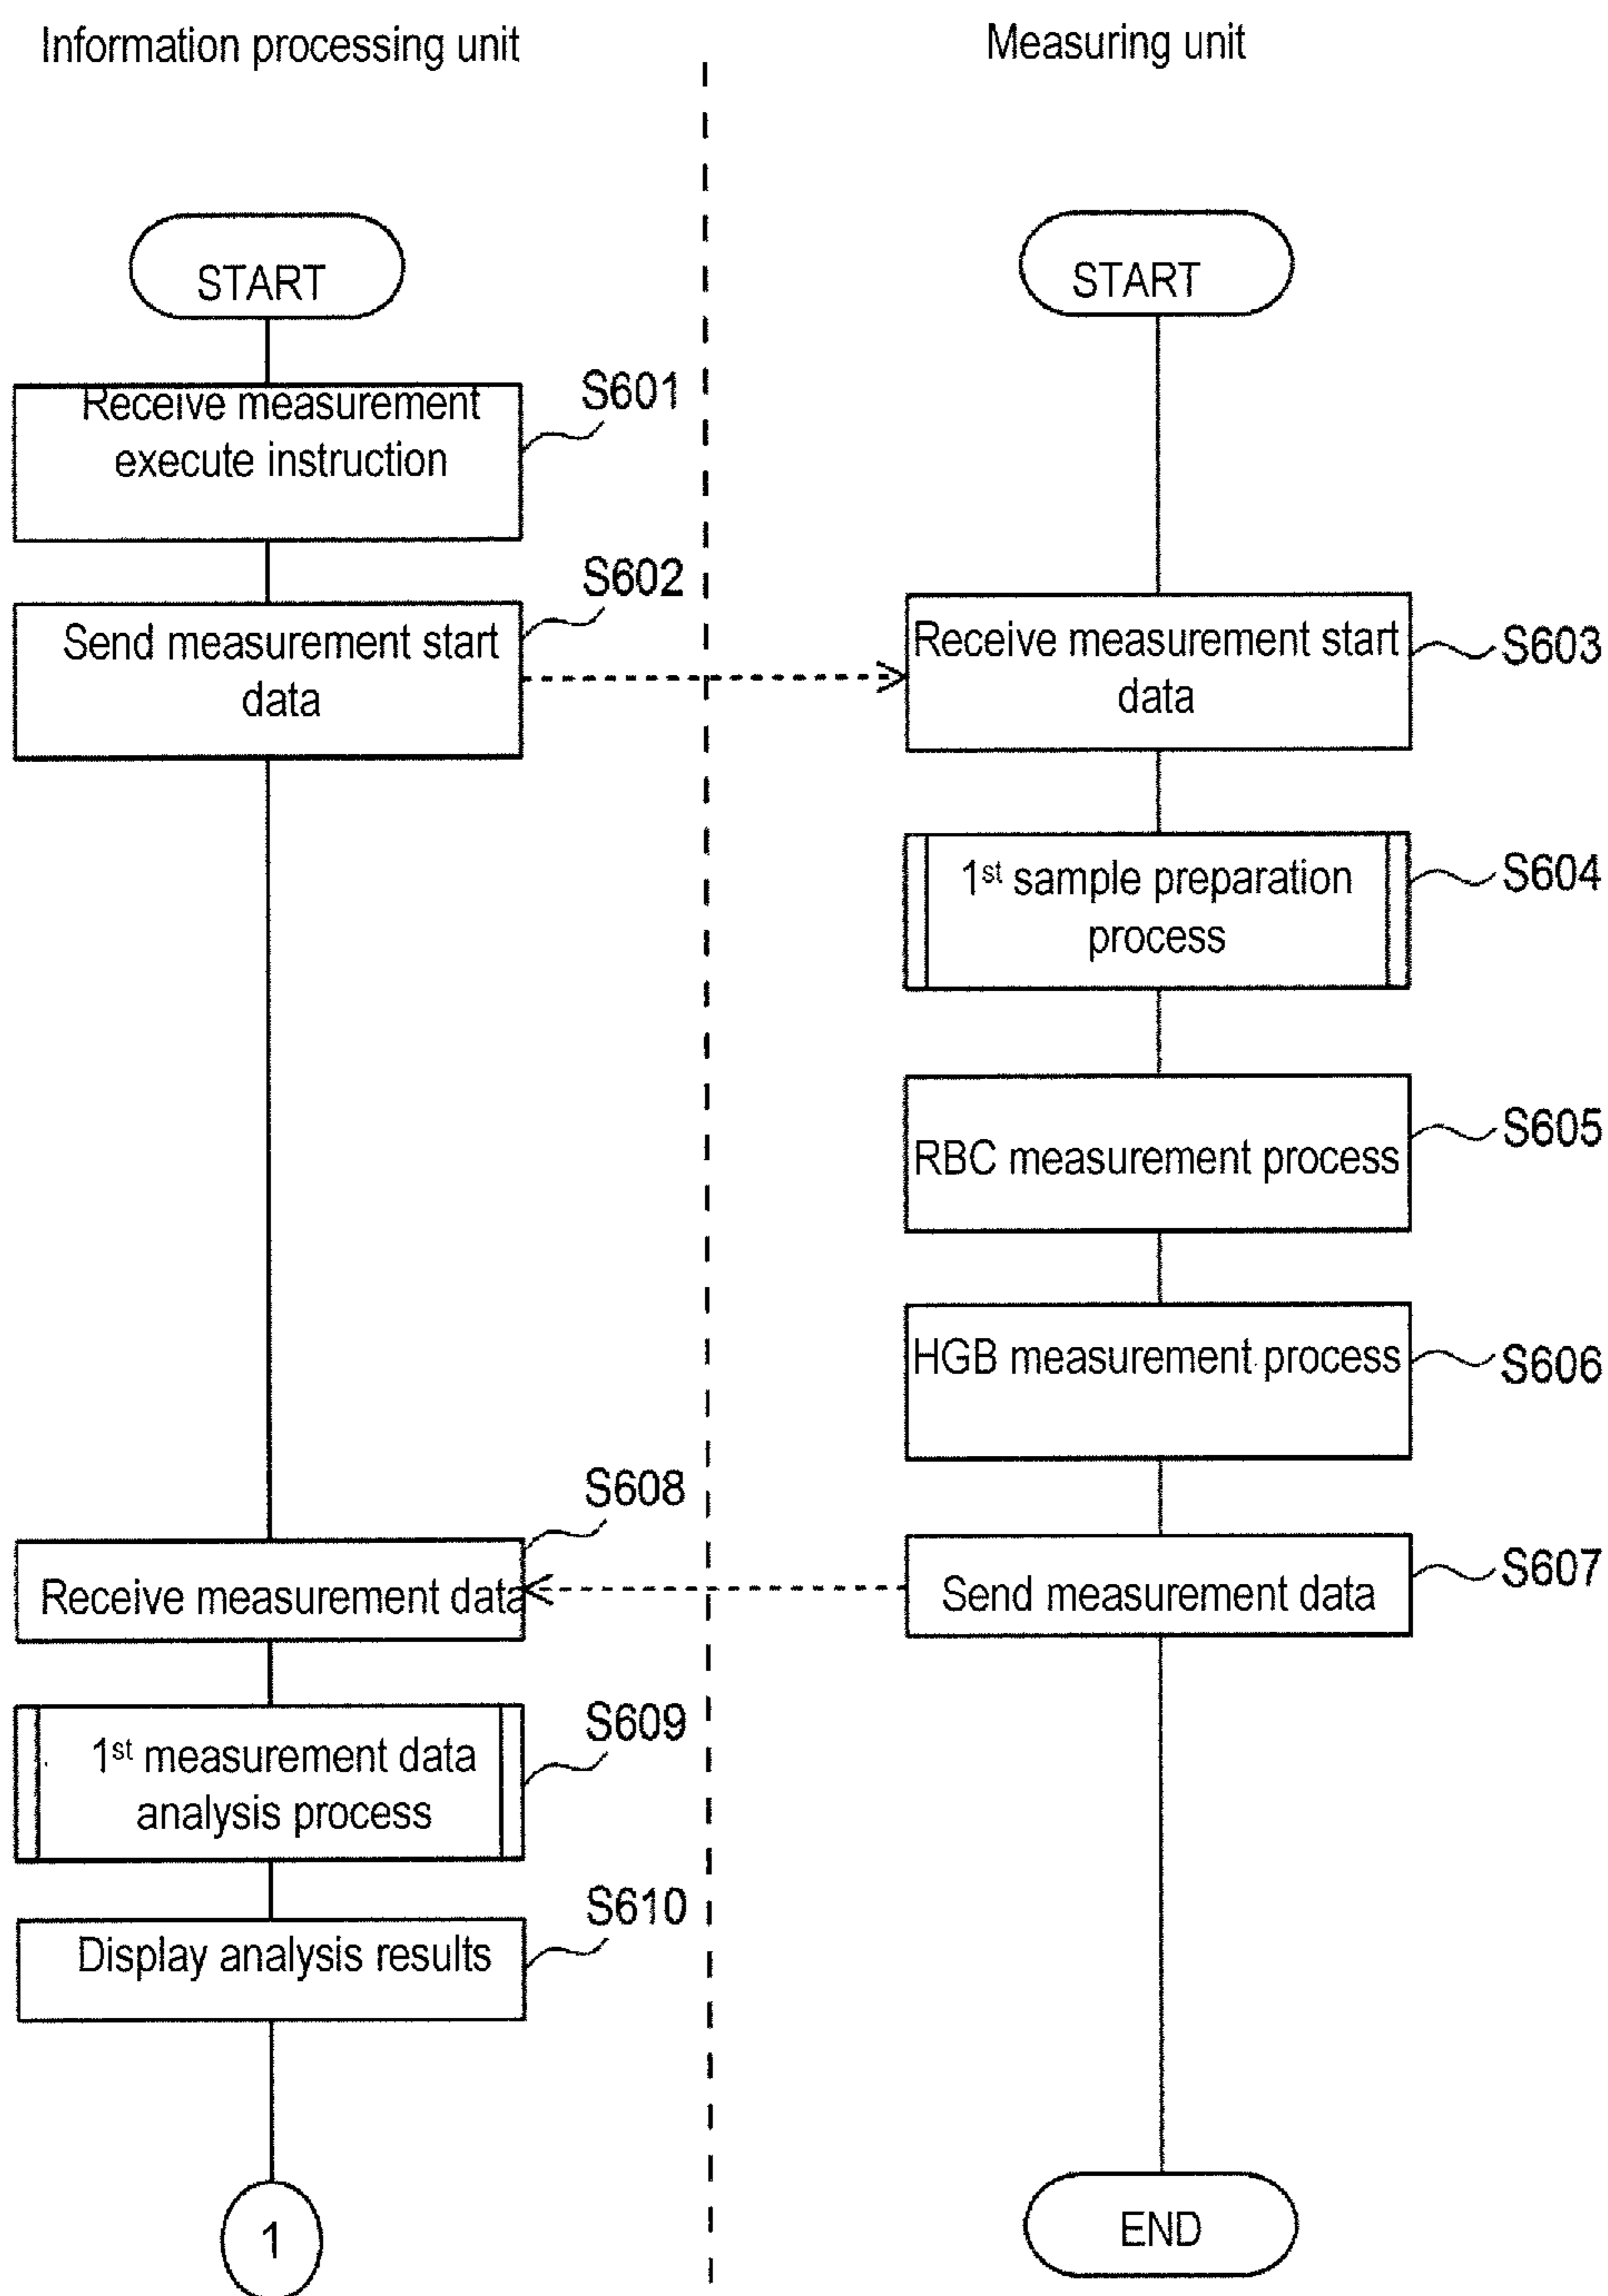 Information processing unit
Measuring unit
START
START
Receive measurement
execute instruction
S601
Send measurement start
data
S602
Receive measurement start
data
S603
1st sample preparation
process
S604
RBC measurement process
S605
HGB measurement process
S606
Send measurement data
S607
Receive measurement data
S608
1st measurement data
analysis process
S609
Display analysis results
S610
1
END